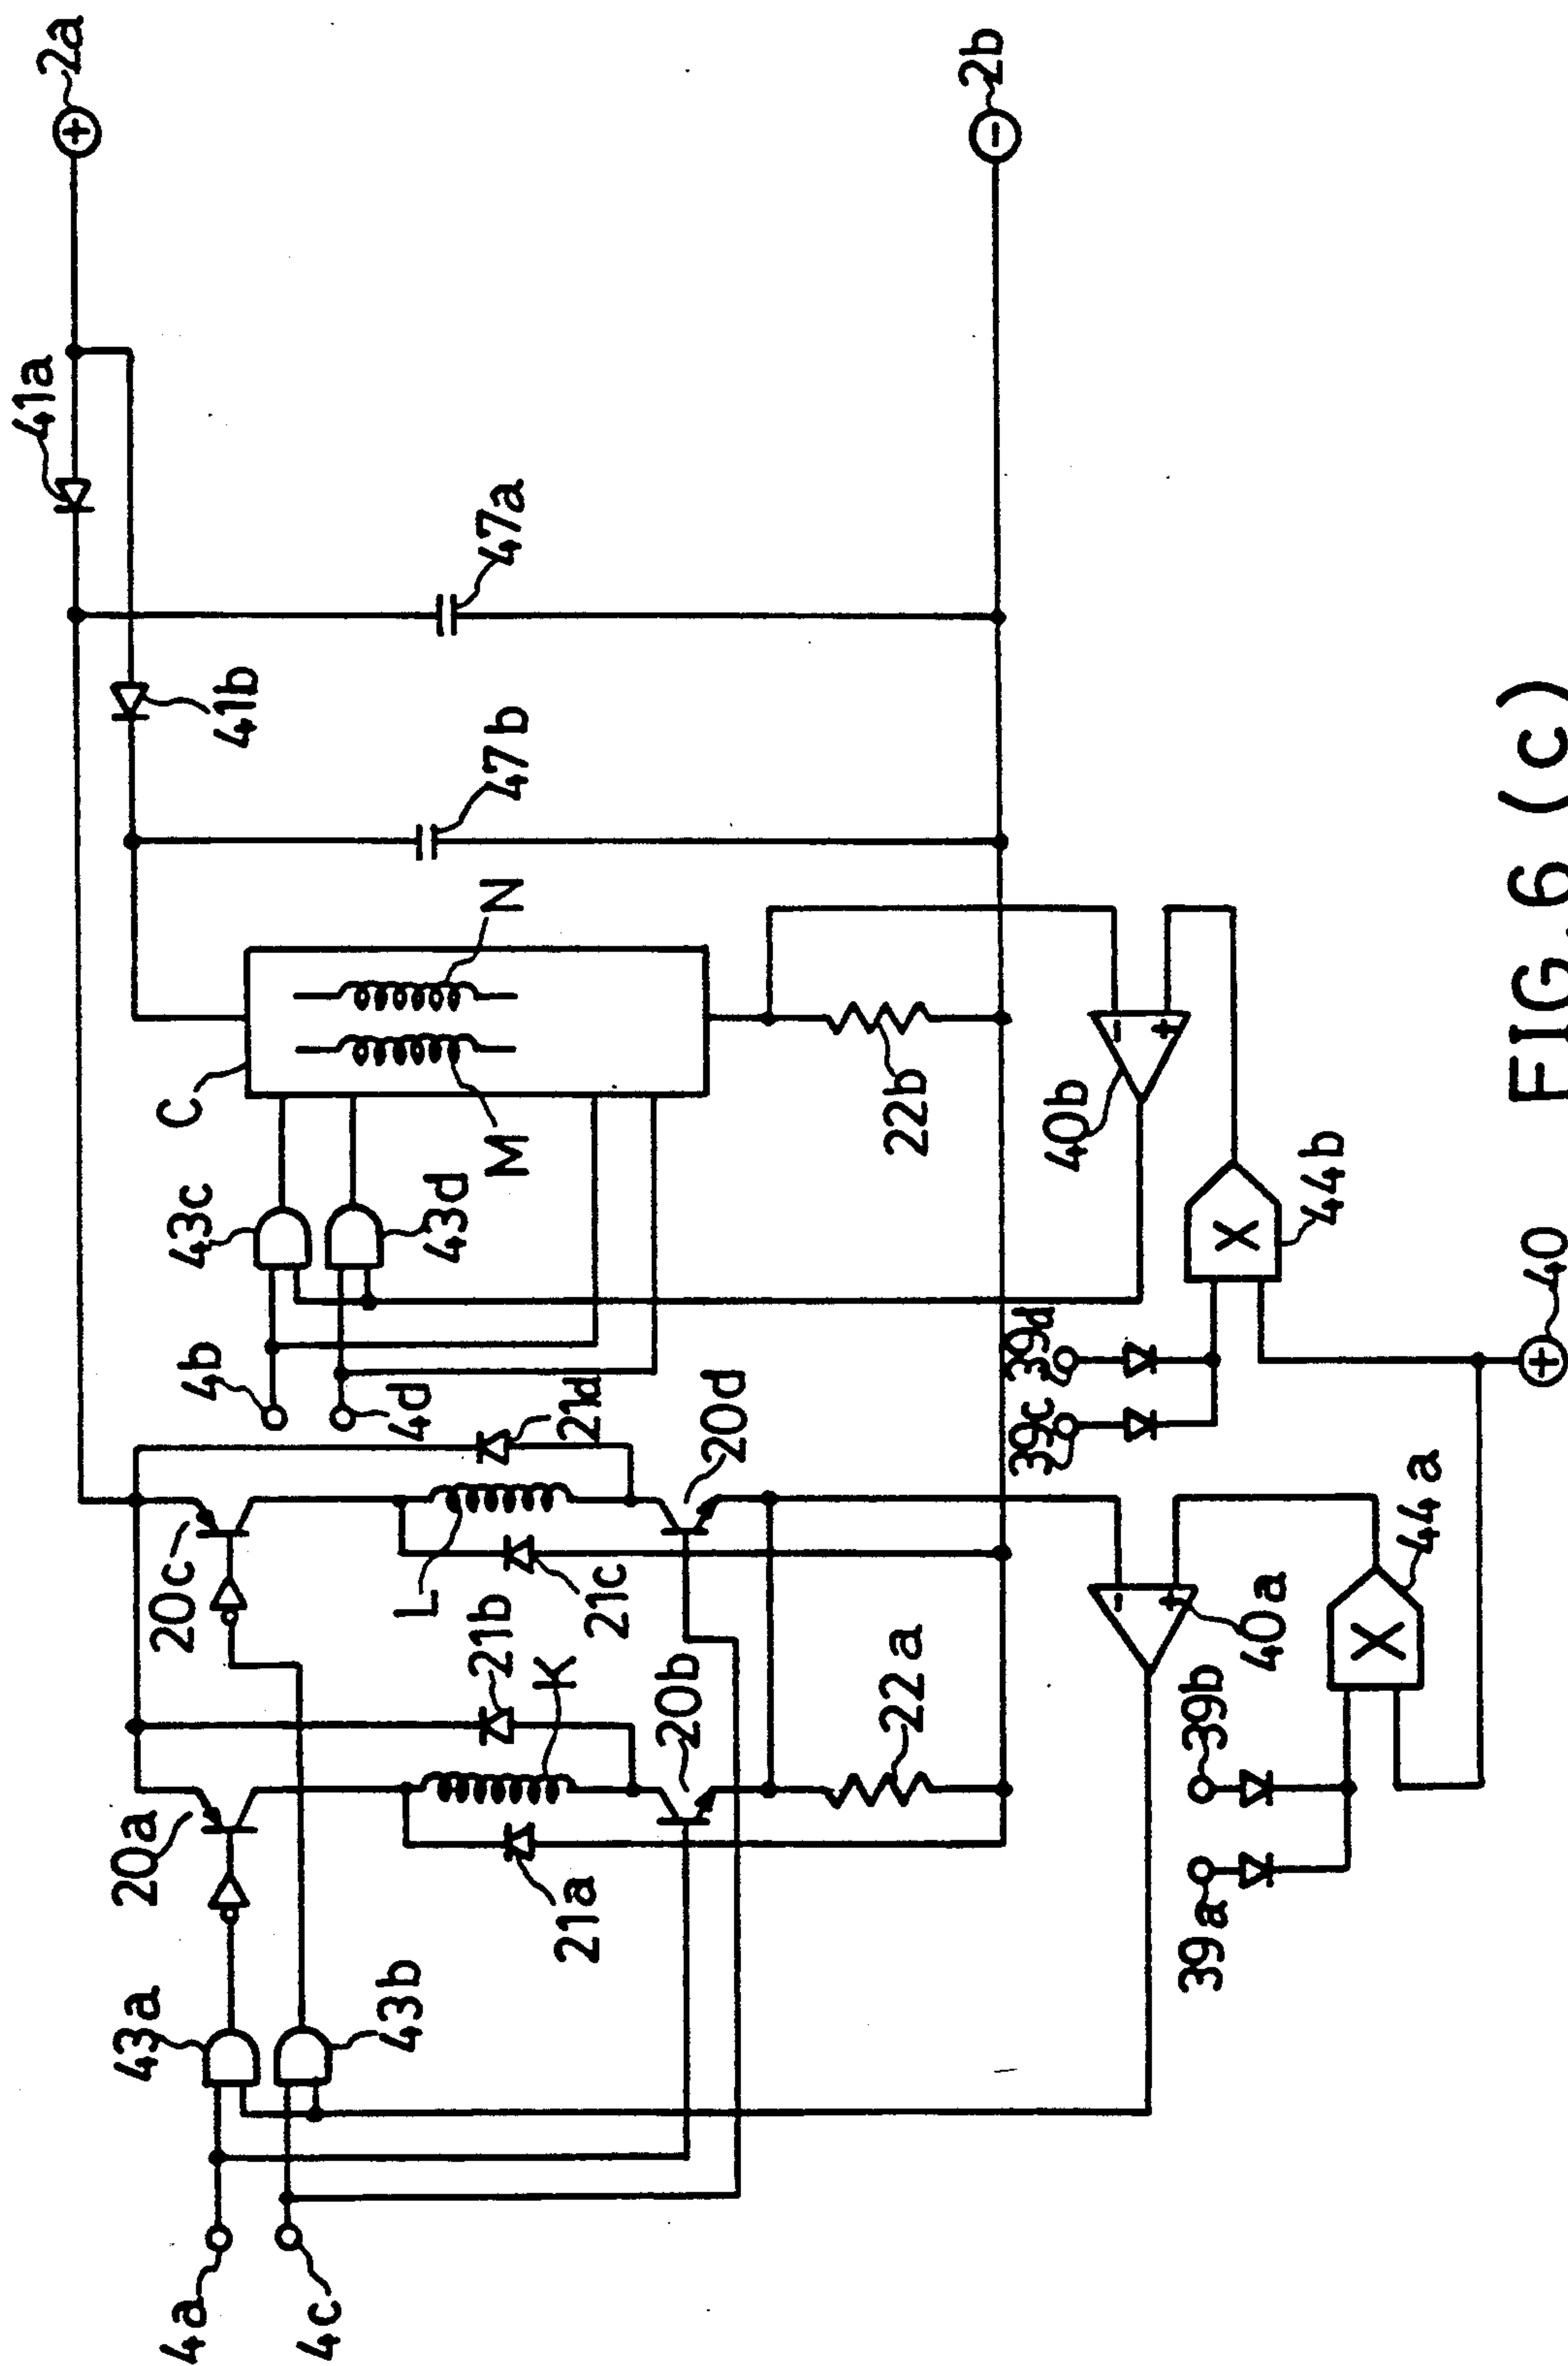 2a
41a
41b
47a
47b
2b
C
N
M
43c
43d
4b
4d
21d
20d
20c
L
21c
21b
K
20b
22b
22a
20a
21a
43a
43b
4a
4c
-
+
40b
X
44b
39d
39c
-
+
40a
X
44a
39b
39a
+
40
+
-
FIG.6 (c)